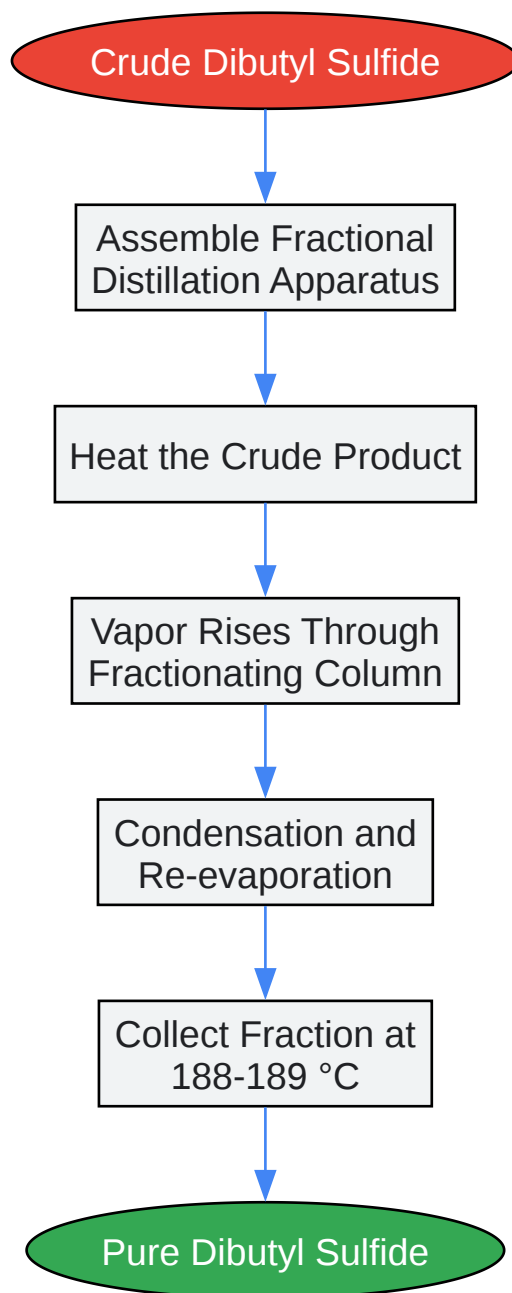 Crude Dibutyl Sulfide
Assemble Fractional
Distillation Apparatus
Heat the Crude Product
Vapor Rises Through
Fractionating Column
Condensation and
Re-evaporation
Collect Fraction at
188-189 °C
Pure Dibutyl Sulfide